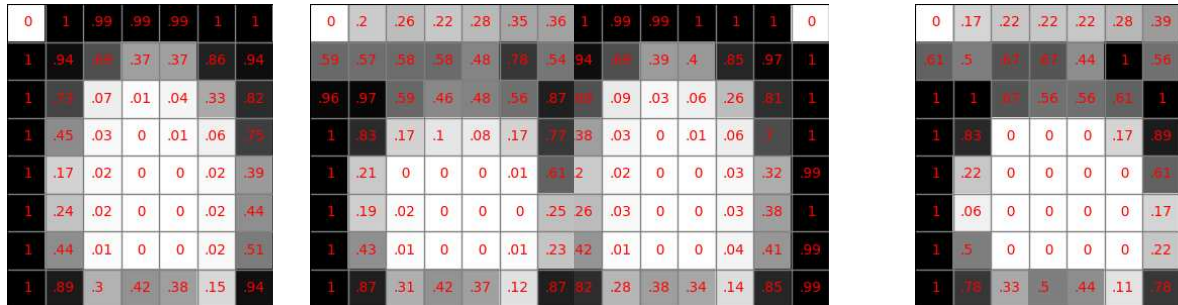 0 1 .99 .99 .99 1 1 0 .2 .26 .22 .28 .35 .36 1 .99 .99 1 1 1 0 0 .17 .22 .22 .22 .28 .39
1 .94 .37 .37 .86 .94 .59 .57 .58 .58 .48 .78 .54 94 .39 .4 .85 .97 1 .61 .5 .67 .67 .44 1 .56
1 .07 .01 .04 .33 .82 .96 .97 .59 .46 .48 .56 .87 .09 .03 .06 .26 .81 1 1 1 .67 .56 .56 .61 1
1 .45 .03 0 .01 .06 .75 1 .83 .17 .1 .08 .17 .77 38 .03 0 .01 .06 1 1 .83 0 0 0 .17 .89
1 .17 .02 0 0 .02 .39 1 .21 0 0 0 .01 .61 2 .02 0 0 .03 .32 .99 1 .22 0 0 0 0 .61
1 .24 .02 0 0 .02 .44 1 .19 .02 0 0 0 .25 26 .03 0 0 .03 .38 1 1 .06 0 0 0 0 .17
1 .44 .01 0 0 .02 .51 1 .43 .01 0 0 .01 .23 42 .01 0 0 .04 .41 .99 1 .5 0 0 0 0 .22
1 .89 .3 .42 .38 .15 .94 1 .87 .31 .42 .37 .12 .87 82 .28 .38 .34 .14 .85 .99 1 .78 .33 .5 .44 .11 .78